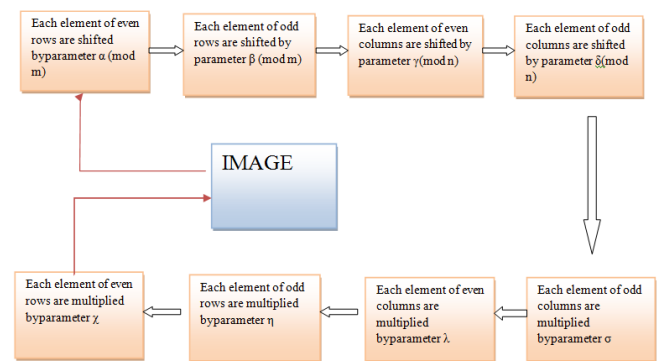 Each element of even
rows are shifted
byparameter α (mod
m)
Each element of odd
rows are shifted by
parameter β (mod m)
Each element of even
columns are shifted by
parameter γ(mod n)
Each element of odd
columns are shifted
by parameter δ(mod
n)
IMAGE
Each element of even
rows are multiplied
byparameter χ
Each element of odd
rows are multiplied
byparameter η
Each element of even
columns are
multiplied
byparameter λ
Each element of odd
columns are
multiplied
byparameter σ